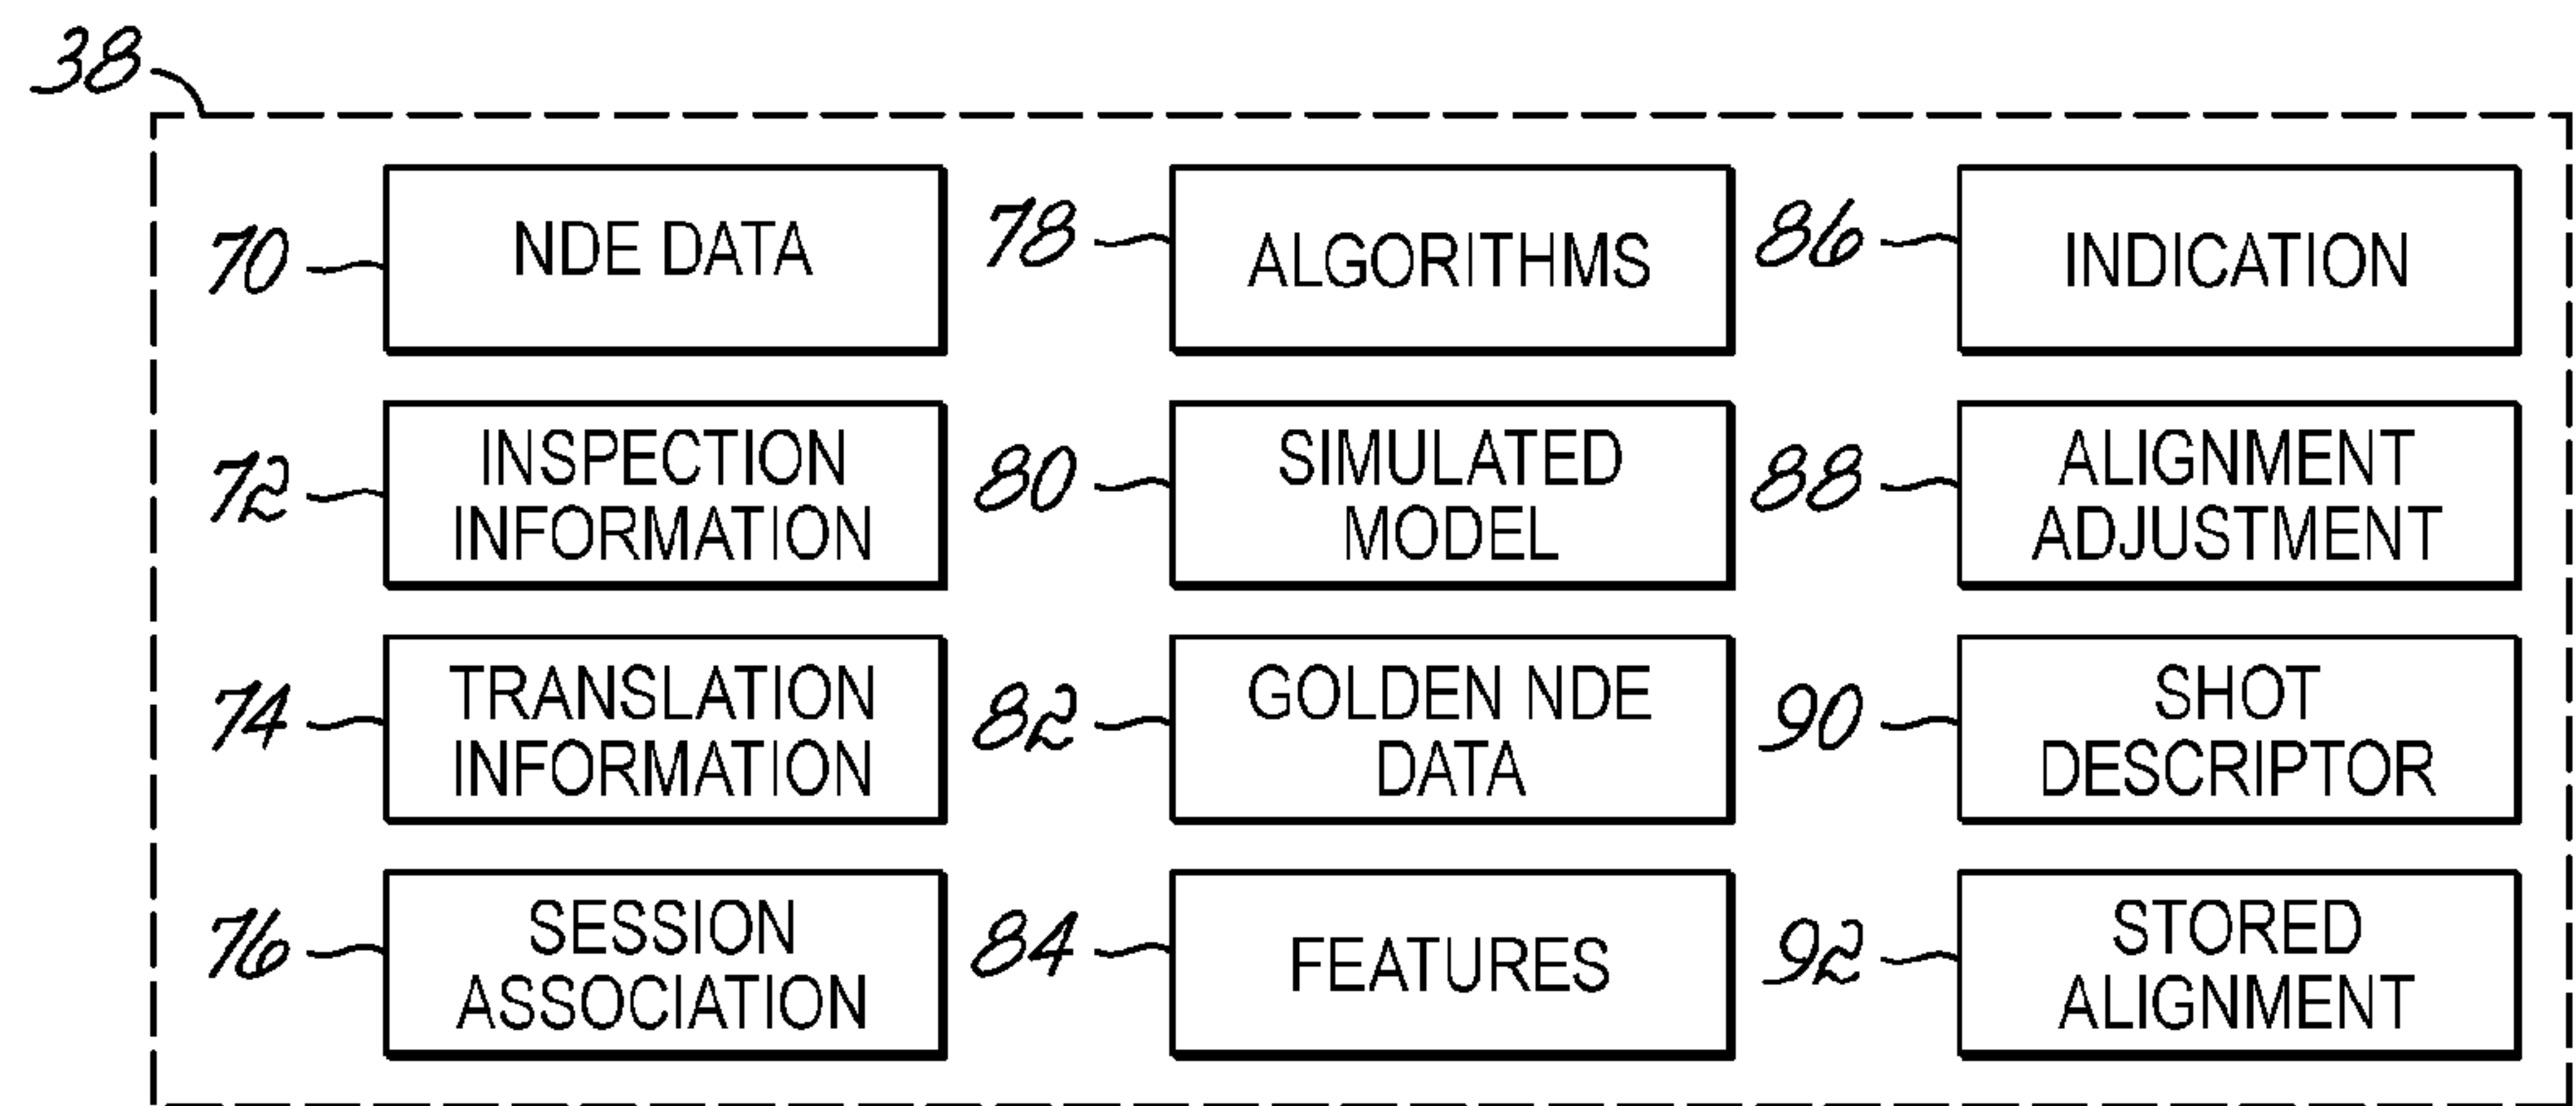 38
70
NDE DATA
78
ALGORITHMS
86
INDICATION
72
INSPECTION
INFORMATION
80
SIMULATED
MODEL
88
ALIGNMENT
ADJUSTMENT
74
TRANSLATION
INFORMATION
82
GOLDEN NDE
DATA
90
SHOT
DESCRIPTOR
76
SESSION
ASSOCIATION
84
FEATURES
92
STORED
ALIGNMENT